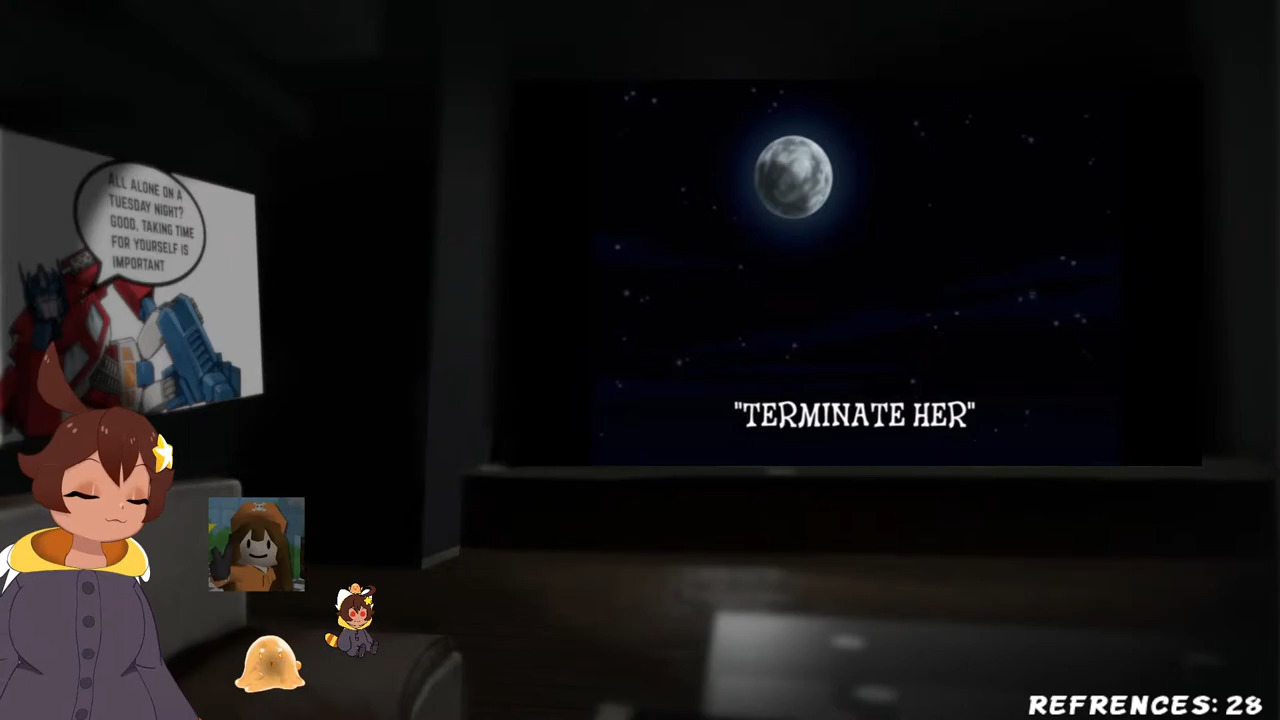 ALL ALONE ON A
TUESDAY NIGHT?
GOOD, TAKING TIME
FOR YOURSELF IS
IMPORTANT
"TERMINATE HER"
REFRENCES: 28